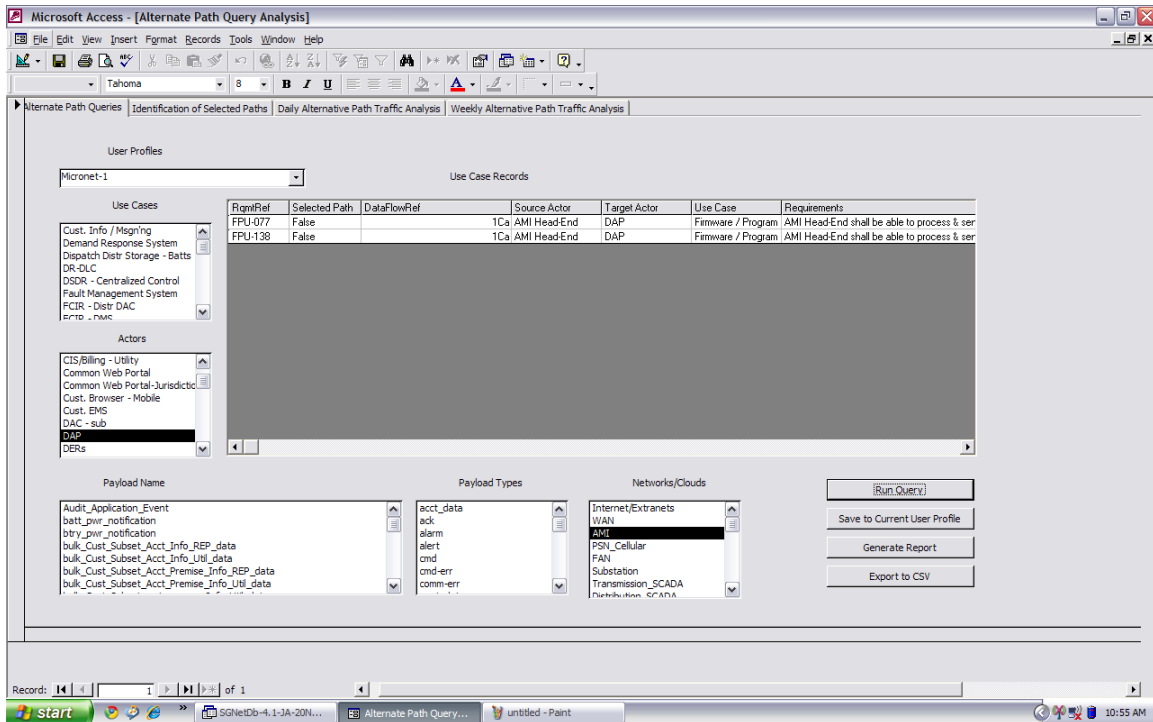 Microsoft Access - [Alternate Path Query Analysis]
File Edit View Insert Format Records Tools Window Help
Tahoma 8 B I U A
Alternate Path Queries Identification of Selected Paths Daily Alternative Path Traffic Analysis Weekly Alternative Path Traffic Analysis
User Profiles
Micronet-1
Use Case Records
Use Cases
Cust. Info / Msgn'ng
Demand Response System
Dispatch Distr Storage - Batts
DR-DLC
DSDR - Centralized Control
Fault Management System
FCIR - Distr DAC
FCIR - DMS
RqmtRef Selected Path DataFlowRef Source Actor Target Actor Use Case Requirements
FPU-077 False 1Ca AMI Head-End DAP Firmware / Program AMI Head-End shall be able to process & ser
FPU-138 False 1Ca AMI Head-End DAP Firmware / Program AMI Head-End shall be able to process & ser
Actors
CIS/Billing - Utility
Common Web Portal
Common Web Portal-Jurisdictio
Cust. Browser - Mobile
Cust. EMS
DAC - sub
DAP
DERs
Payload Name
Audit_Application_Event
batt_pwr_notification
btry_pwr_notification
bulk_Cust_Subset_Acct_Info_REP_data
bulk_Cust_Subset_Acct_Info_Util_data
bulk_Cust_Subset_Acct_Premise_Info_REP_data
bulk_Cust_Subset_Acct_Premise_Info_Util_data
Payload Types
acct_data
ack
alarm
alert
cmd
cmd-err
comm-err
Networks/Clouds
Internet/Extranets
WAN
AMI
PSN_Cellular
FAN
Substation
Transmission_SCADA
Distribution_SCADA
Run Query
Save to Current User Profile
Generate Report
Export to CSV
Record: 1 of 1
start SGNetDb-4.1-JA-20N... Alternate Path Query... untitled - Paint 10:55 AM